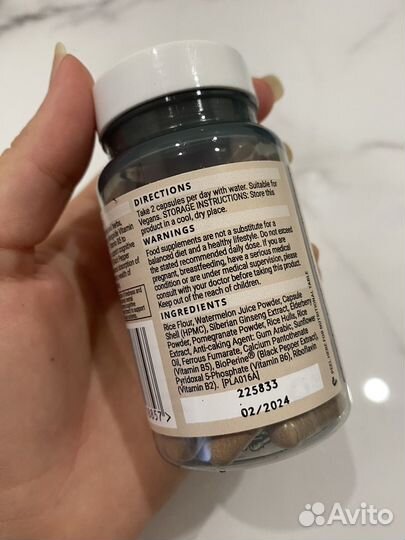 DIRECTIONS
Take 2 capsules per day with water. Suitable for
Vegans. STORAGE INSTRUCTIONS: Store this
product in a cool, dry place.
WARNINGS
Food supplements are not a substitute for a
balanced diet and a healthy lifestyle. Do not exceed
the stated recommended daily dose. If you are
pregnant, breastfeeding, have a serious medical
condition or are under medical supervision, please
consult with your doctor before taking this product.
Keep out of the reach of children.
INGREDIENTS
Rice Flour, Watermelon Juice Powder, Capsule
Shell (HPMC), Siberian Ginseng Extract, Elderberry
Powder, Pomegranate Powder, Rice Hulls, Rice
Extract, Anti-caking Agent: Gum Arabic, Sunflower
Oil, Ferrous Fumarate, Calcium Pantothenate
(Vitamin B5), BioPerine® (Black Pepper Extract),
Pyridoxal 5-Phosphate (Vitamin B6), Riboflavin
(Vitamin B2). [PLA016A]
225833
02/2024
Avito